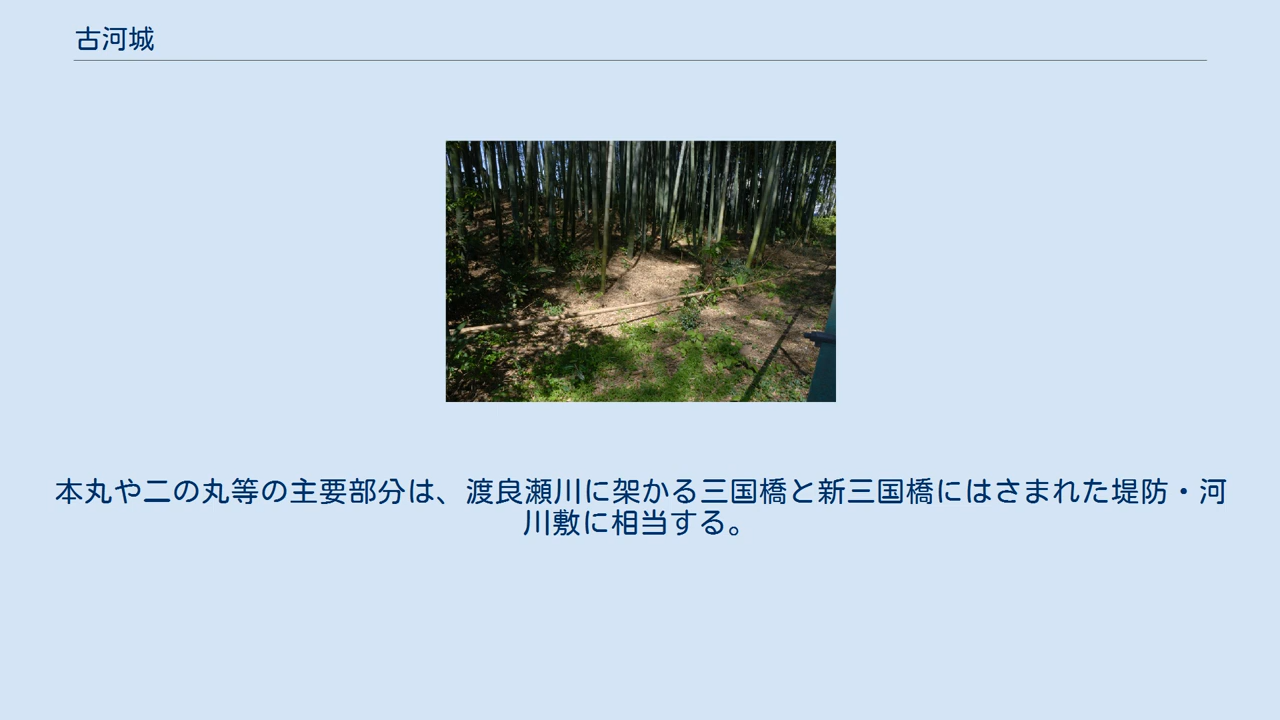 古河城
本丸や二の丸等の主要部分は、渡良瀬川に架かる三国橋と新三国橋にはさまれた堤防・河
川敷に相当する。